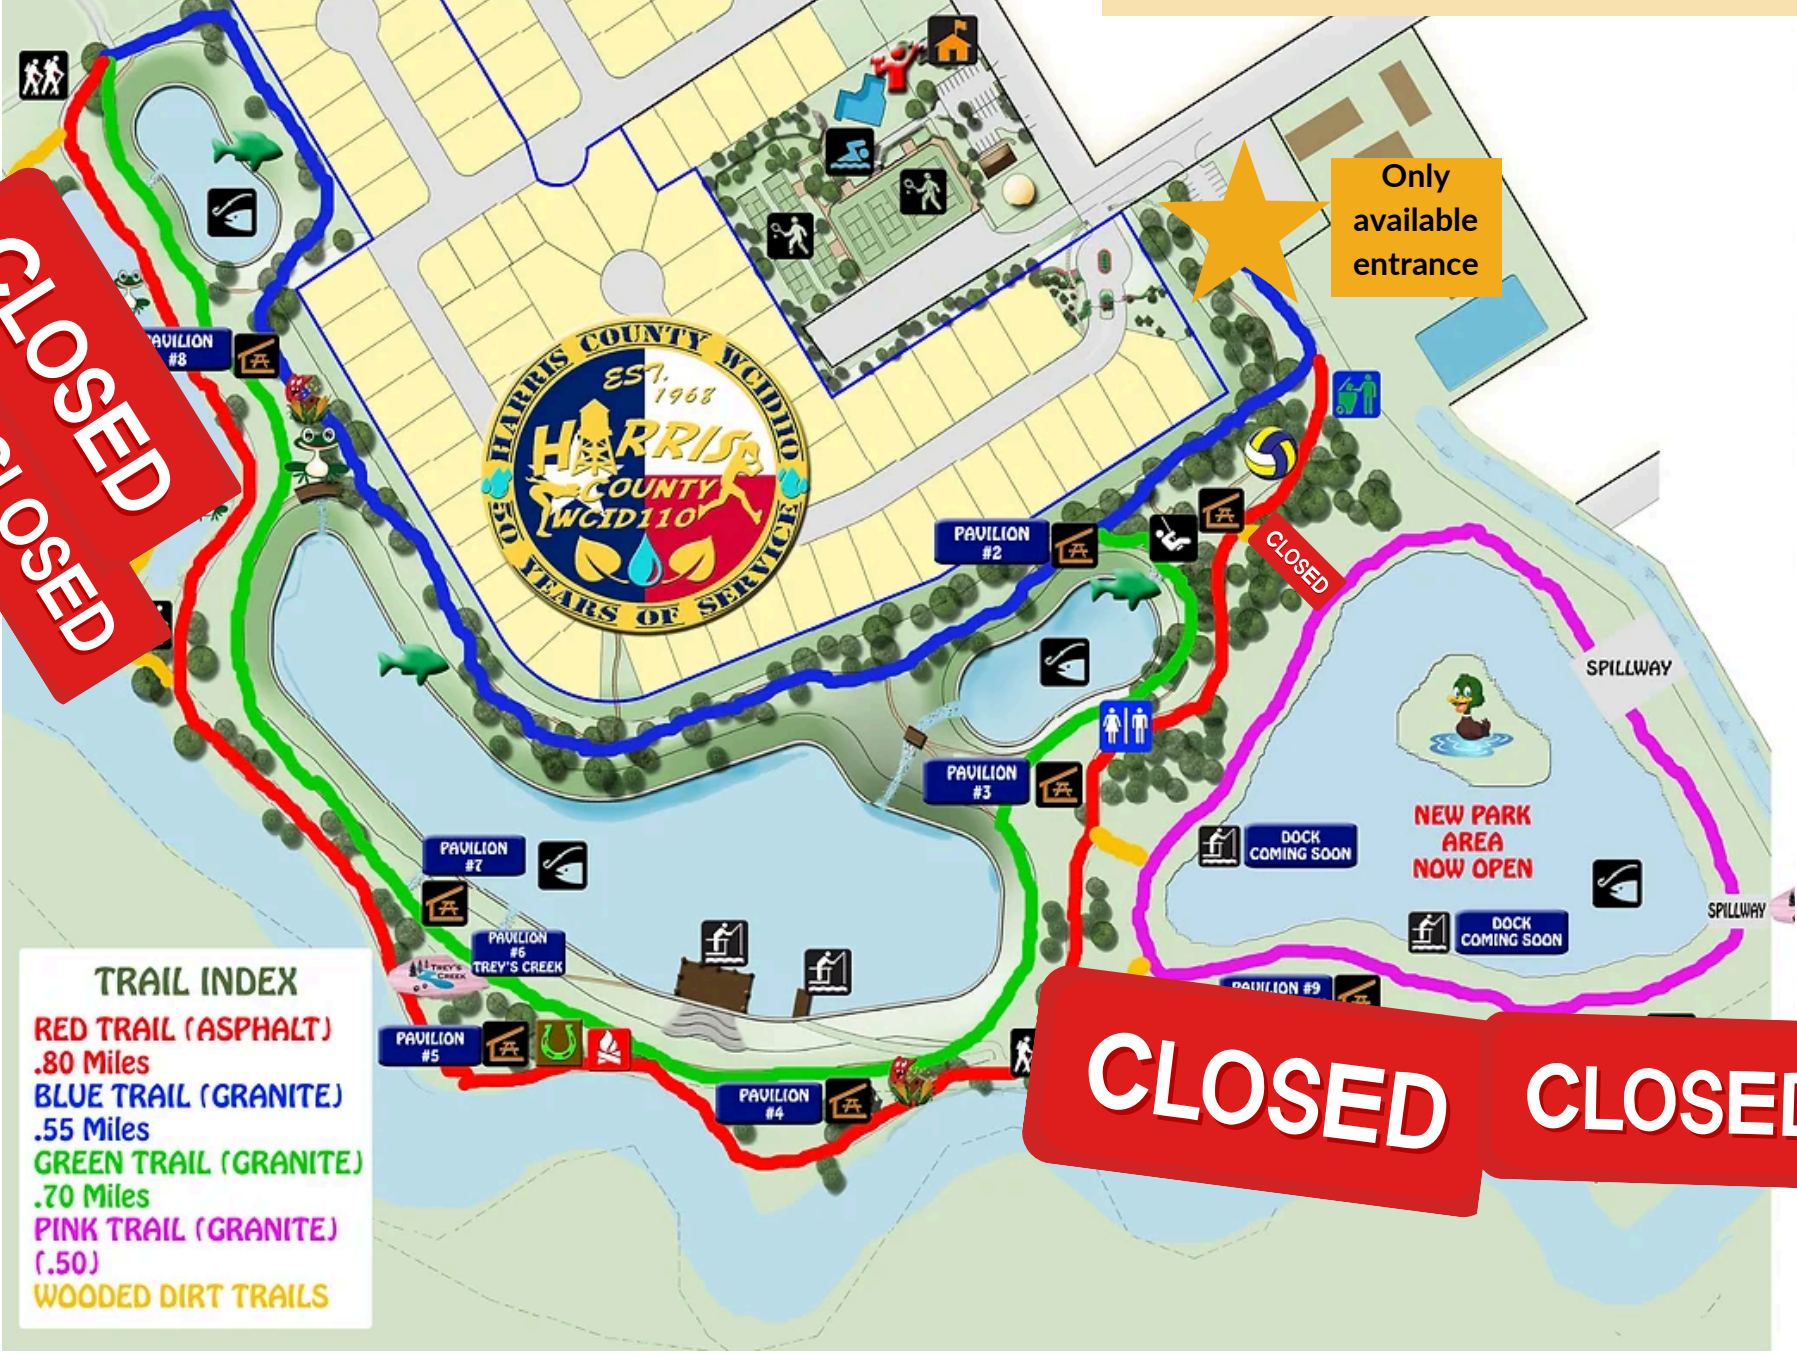 Only
available
entrance
CLOSED
CLOSED
PAVILION
#8
HARRIS COUNTY WCID110
EST.
1968
HARRIS
COUNTY
WCID110
50 YEARS OF SERVICE
PAVILION
#2
CLOSED
SPILLWAY
PAVILION
#3
NEW PARK
AREA
NOW OPEN
DOCK
COMING SOON
DOCK
COMING SOON
SPILLWAY
PAVILION
#7
PAVILION
#6
TREY'S CREEK
TREY'S
CREEK
PAVILION
#5
PAVILION
#4
PAVILION #9
CLOSED
CLOSED
TRAIL INDEX
RED TRAIL (ASPHALT)
.80 Miles
BLUE TRAIL (GRANITE)
.55 Miles
GREEN TRAIL (GRANITE)
.70 Miles
PINK TRAIL (GRANITE)
(.50)
WOODED DIRT TRAILS